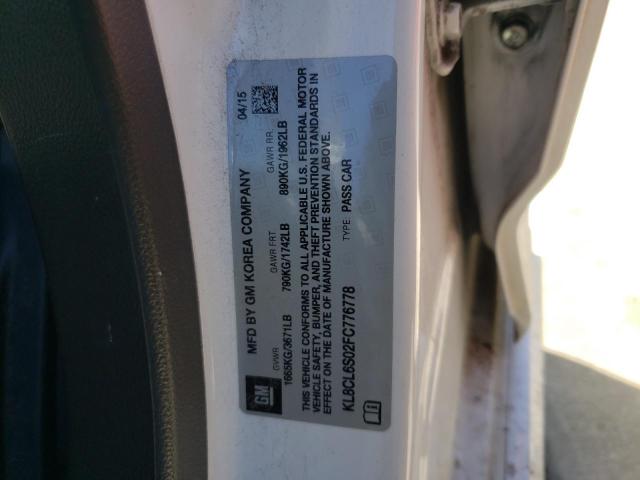 GM
MFD BY GM KOREA COMPANY
04/15
GVWR GAWR FRT GAWR RR.
1665KG/3671LB 790KG/1742LB 890KG/1962LB
THIS VEHICLE CONFORMS TO ALL APPLICABLE U.S. FEDERAL MOTOR
VEHICLE SAFETY, BUMPER, AND THEFT PREVENTION STANDARDS IN
EFFECT ON THE DATE OF MANUFACTURE SHOWN ABOVE.
KL8CL6S02FC776778 TYPE: PASS CAR